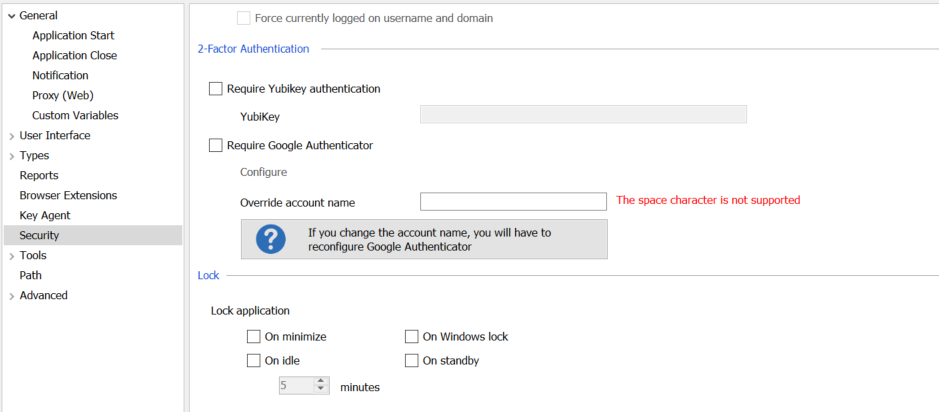 General
Application Start
Application Close
Notification
Proxy (Web)
Custom Variables
User Interface
Types
Reports
Browser Extensions
Key Agent
Security
Tools
Path
Advanced
Force currently logged on username and domain
2-Factor Authentication
Require Yubikey authentication
YubiKey
Require Google Authenticator
Configure
Override account name
The space character is not supported
If you change the account name, you will have to
reconfigure Google Authenticator
Lock
Lock application
On minimize On Windows lock
On idle On standby
5 minutes